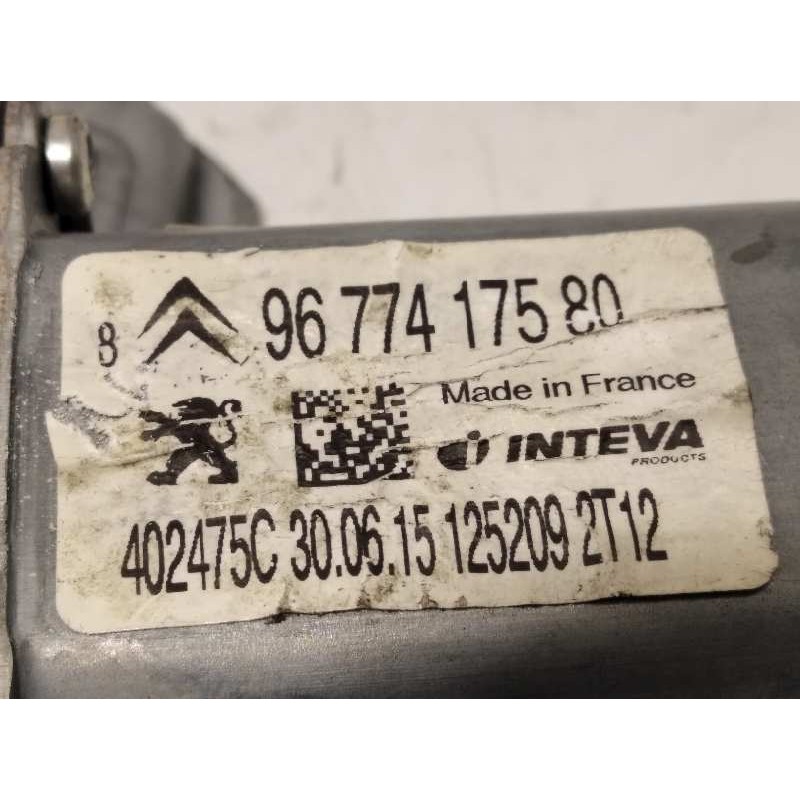 8 96 774 175 80
Made in France
INTEVA
PRODUCTS
402475C 30.06.15 125209 2T12